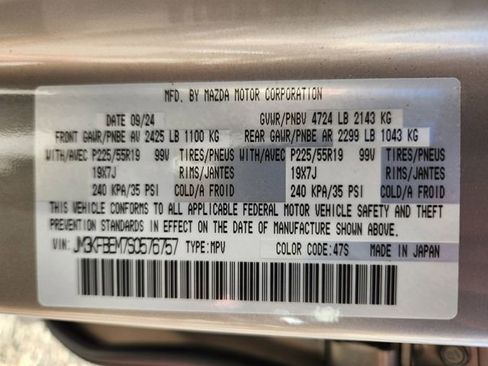 MFD. BY MAZDA MOTOR CORPORATION
DATE 09/24 GVWR/PNBV 4724 LB 2143 KG
FRONT GAWR/PNBE AV 2425 LB 1100 KG REAR GAWR/PNBE AR 2299 LB 1043 KG
WITH/AVEC P225/55R19 99V TIRES/PNEUS WITH/AVEC P225/55R19 99V TIRES/PNEUS
19X7J RIMS/JANTES 19X7J RIMS/JANTES
240 KPA/35 PSI COLD/A FROID 240 KPA/35 PSI COLD/A FROID
THIS VEHICLE CONFORMS TO ALL APPLICABLE FEDERAL MOTOR VEHICLE SAFETY AND THEFT
PREVENTION STANDARDS IN EFFECT ON THE DATE OF MANUFACTURE SHOWN ABOVE.
VIN: JM3KFBEM7S0576757 TYPE:MPV COLOR CODE:47S MADE IN JAPAN